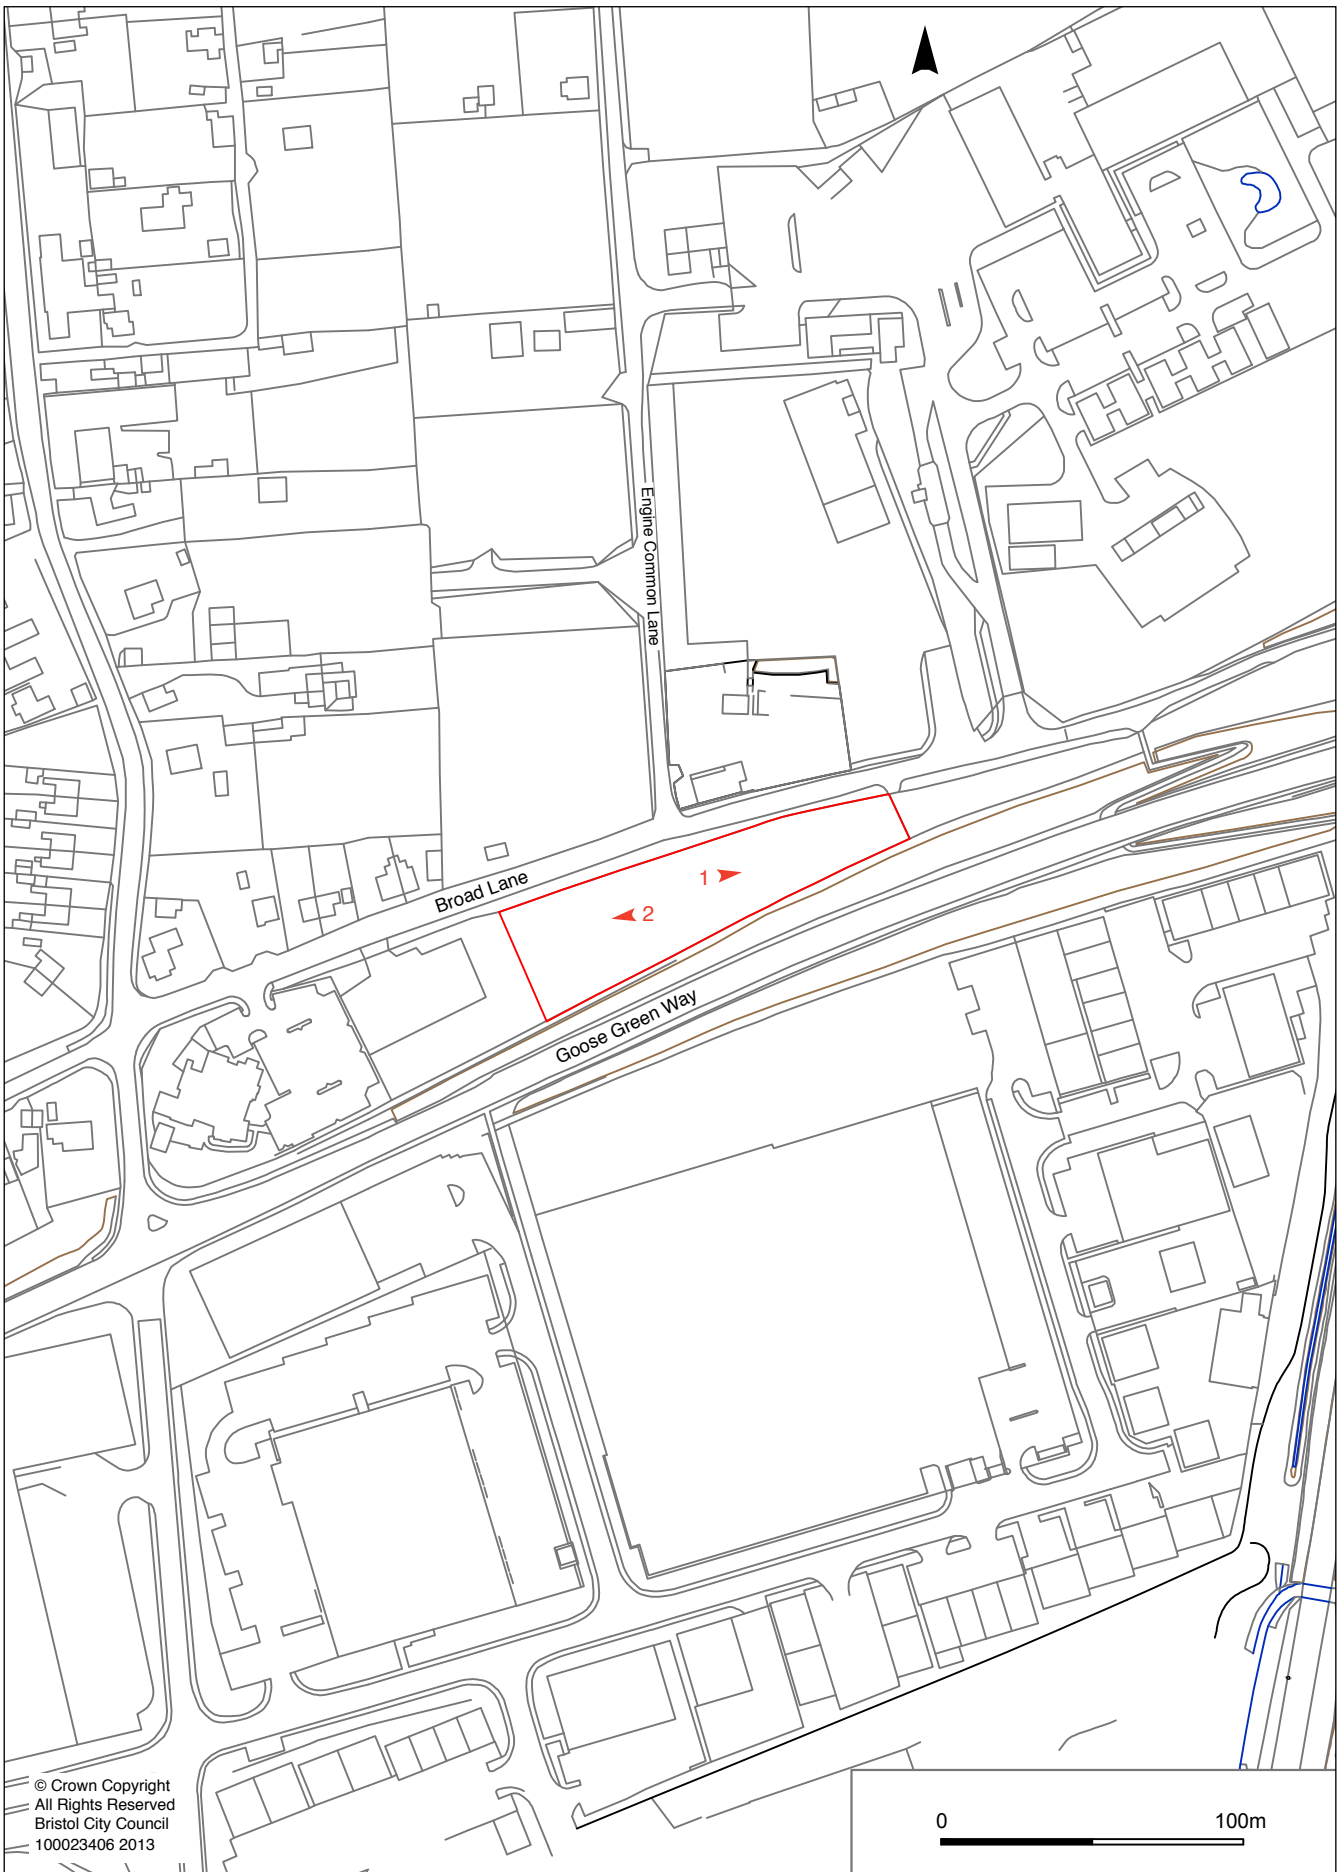 Engine Common Lane
Broad Lane
1
2
Goose Green Way
© Crown Copyright
All Rights Reserved
Bristol City Council
100023406 2013
0 100m